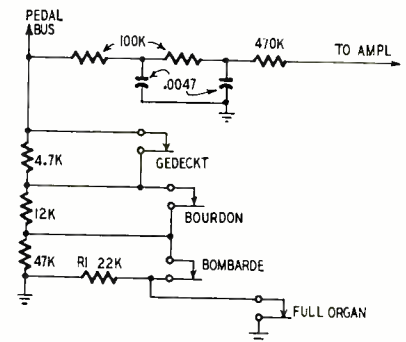 PEDAL
BUS
100K
470K
TO AMPL
.0047
GEDECKT
4.7K
BOURDON
12K
BOMBARDE
47K
R1 22K
FULL ORGAN